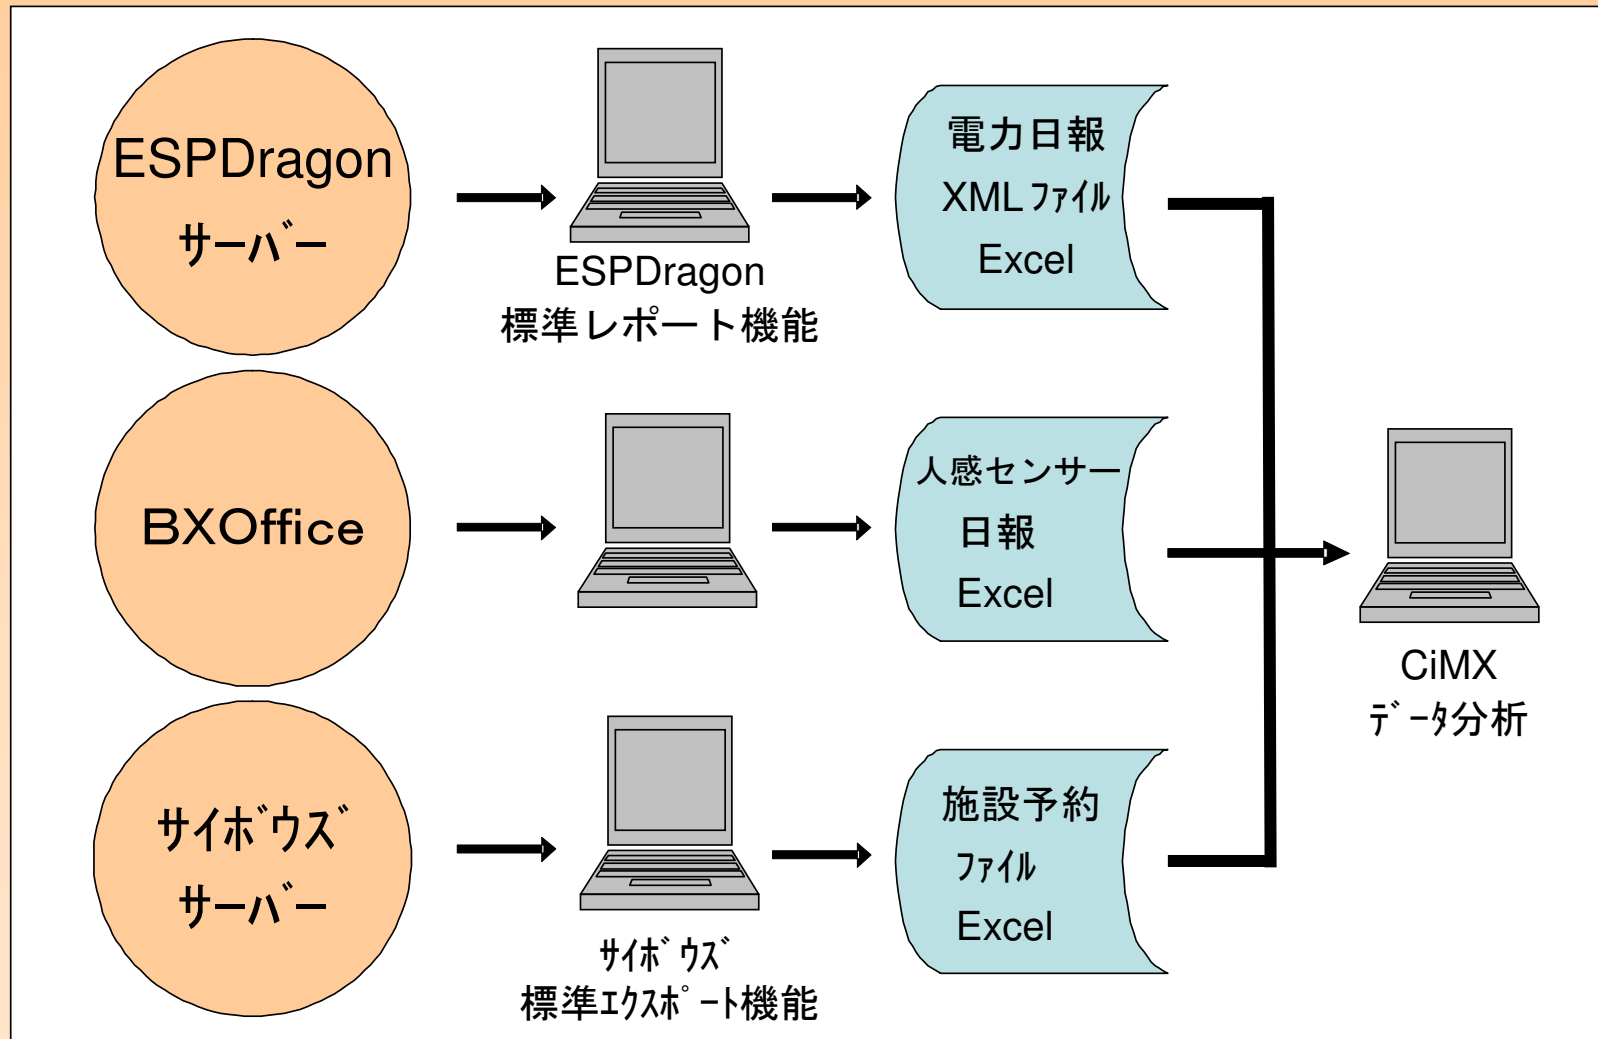 ESPDragon
サーバー
ESPDragon
標準レポート機能
電力日報
XMLファイル
Excel
BXOffice
人感センサー
日報
Excel
サイボウズ
サーバー
サイボウズ
標準エクスポート機能
施設予約
ファイル
Excel
CiMX
データ分析